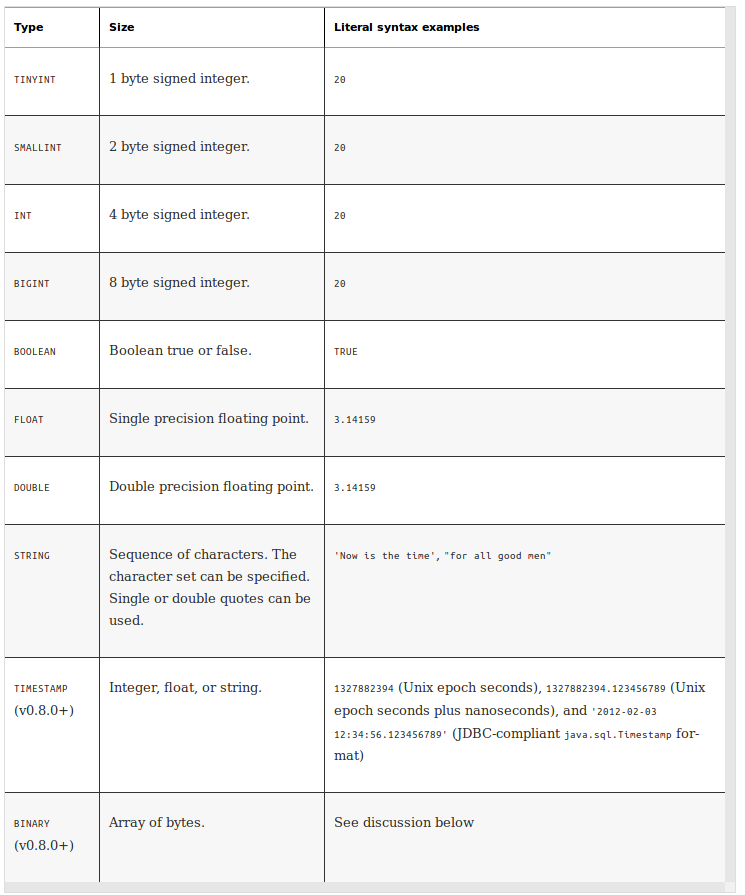 Type Size Literal syntax examples
TINYINT 1 byte signed integer. 20
SMALLINT 2 byte signed integer. 20
INT 4 byte signed integer. 20
BIGINT 8 byte signed integer. 20
BOOLEAN Boolean true or false. TRUE
FLOAT Single precision floating point. 3.14159
DOUBLE Double precision floating point. 3.14159
STRING Sequence of characters. The 'Now is the time', "for all good men"
character set can be specified.
Single or double quotes can be
used.
TIMESTAMP Integer, float, or string. 1327882394 (Unix epoch seconds), 1327882394.123456789 (Unix
(v0.8.0+) epoch seconds plus nanoseconds), and '2012-02-03
12:34:56.123456789' (JDBC-compliant java.sql.Timestamp for-
mat)
BINARY Array of bytes. See discussion below
(v0.8.0+)